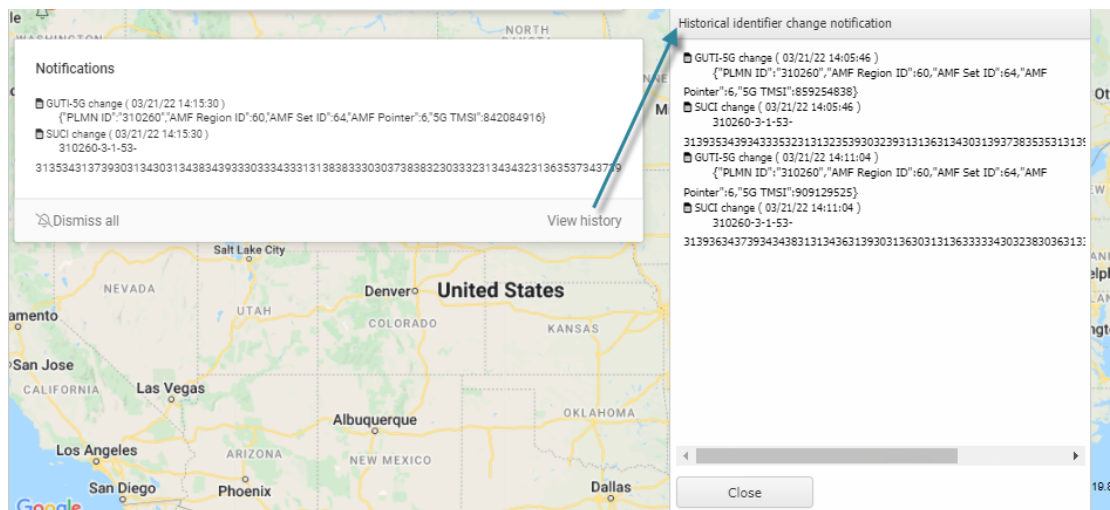 Notifications
GUTI-5G change ( 03/21/22 14:15:30 )
{"PLMN ID":"310260","AMF Region ID":60,"AMF Set ID":64,"AMF Pointer":6,"5G TMSI":842084916}
SUCI change ( 03/21/22 14:15:30 )
310260-3-1-53-
Dismiss all
View history
Historical identifier change notification
GUTI-5G change ( 03/21/22 14:05:46 )
{"PLMN ID":"310260","AMF Region ID":60,"AMF Set ID":64,"AMF
Pointer":6,"5G TMSI":859254838}
SUCI change ( 03/21/22 14:05:46 )
310260-3-1-53-
GUTI-5G change ( 03/21/22 14:11:04 )
{"PLMN ID":"310260","AMF Region ID":60,"AMF Set ID":64,"AMF
Pointer":6,"5G TMSI":909129525}
SUCI change ( 03/21/22 14:11:04 )
310260-3-1-53-
Close
NORTH
Salt Lake City
NEVADA
UTAH
Denver
United States
COLORADO
KANSAS
amento
San Jose
CALIFORNIA
Las Vegas
Albuquerque
OKLAHOMA
Los Angeles
ARIZONA
NEW MEXICO
San Diego
Phoenix
Dallas
Google
19.8